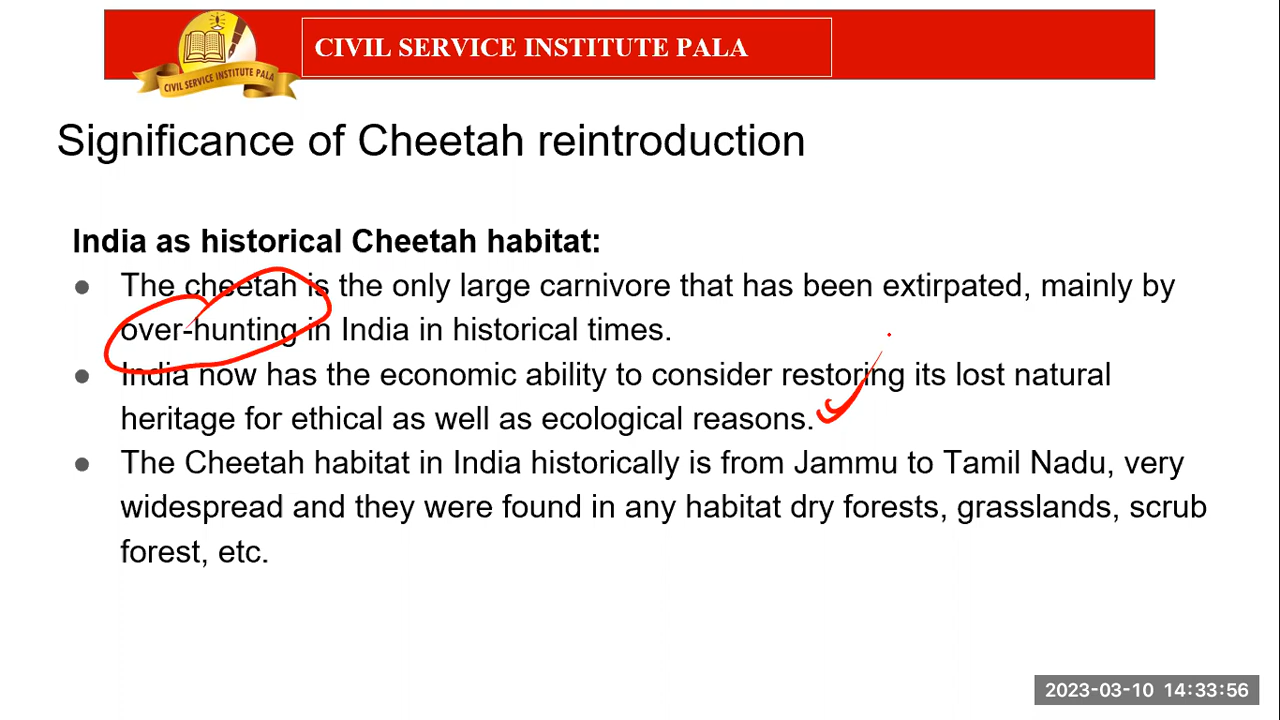 CIVIL SERVICE INSTITUTE PALA
CIVIL SERVICE INSTITUTE PALA
Significance of Cheetah reintroduction
India as historical Cheetah habitat:
● The cheetah is the only large carnivore that has been extirpated, mainly by
over-hunting in India in historical times.
● India now has the economic ability to consider restoring its lost natural
heritage for ethical as well as ecological reasons.
● The Cheetah habitat in India historically is from Jammu to Tamil Nadu, very
widespread and they were found in any habitat dry forests, grasslands, scrub
forest, etc.
2023-03-10 14:33:56